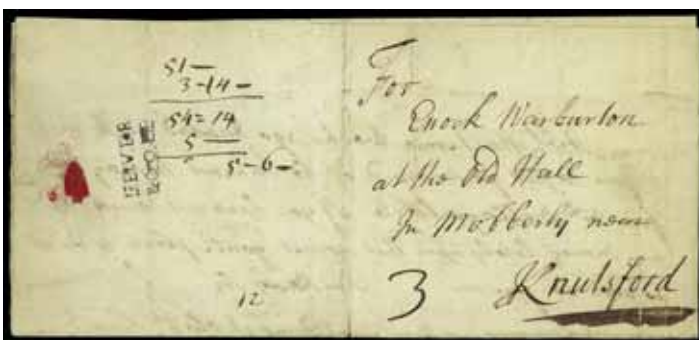 51 —
3 - 14 -
54 = 14
5 —
5 - 6 -
12
For
Enock Warburton
at the Old Hall
In Mobberly near
3 Knutsford